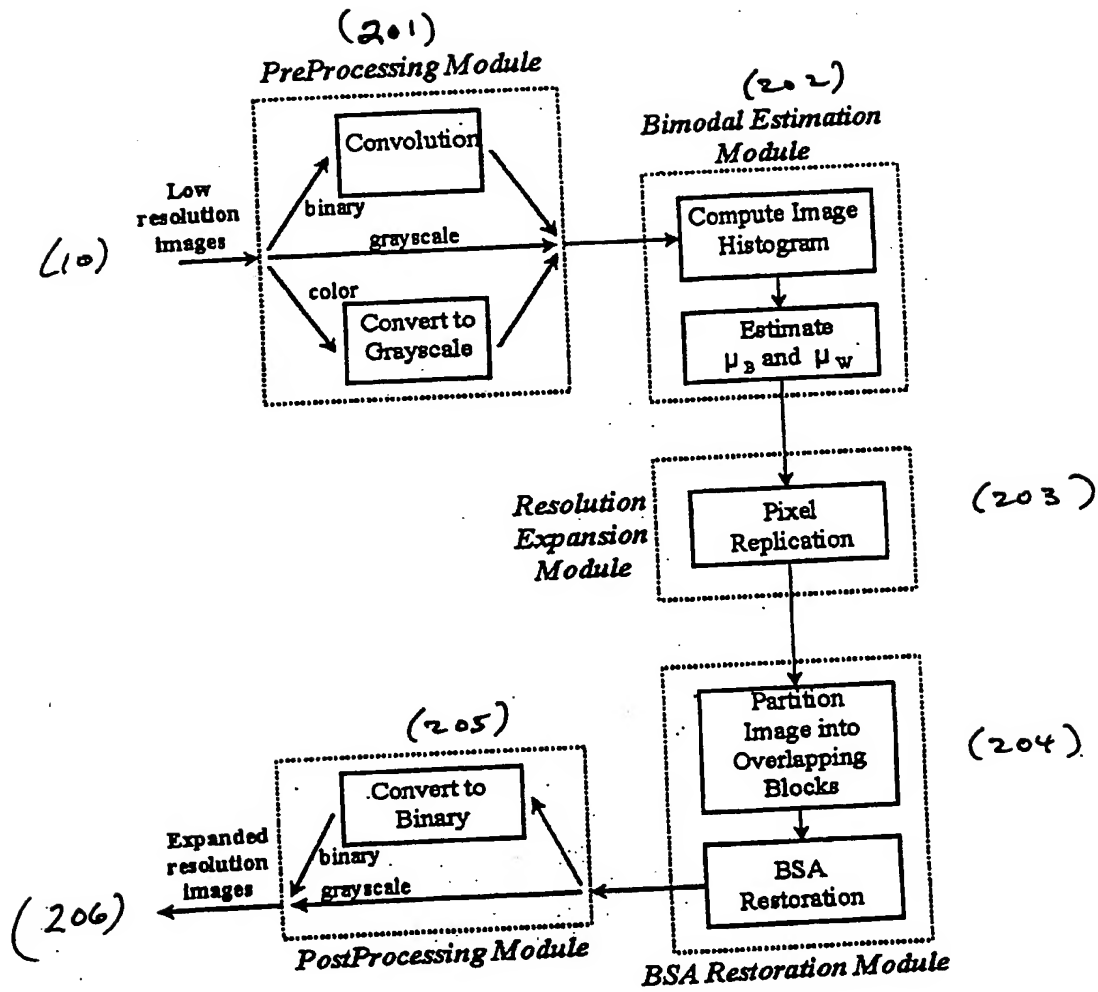 (201)
PreProcessing Module
Convolution
Low
resolution
images
binary
grayscale
(10)
color
Convert to
Grayscale
(202)
Bimodal Estimation
Module
Compute Image
Histogram
Estimate
μ B and μ W
Resolution
Expansion
Module
Pixel
Replication
(203)
Partition
Image into
Overlapping
Blocks
(204)
BSA
Restoration
BSA Restoration Module
(205)
Convert to
Binary
binary
grayscale
Expanded
resolution
images
(206)
PostProcessing Module